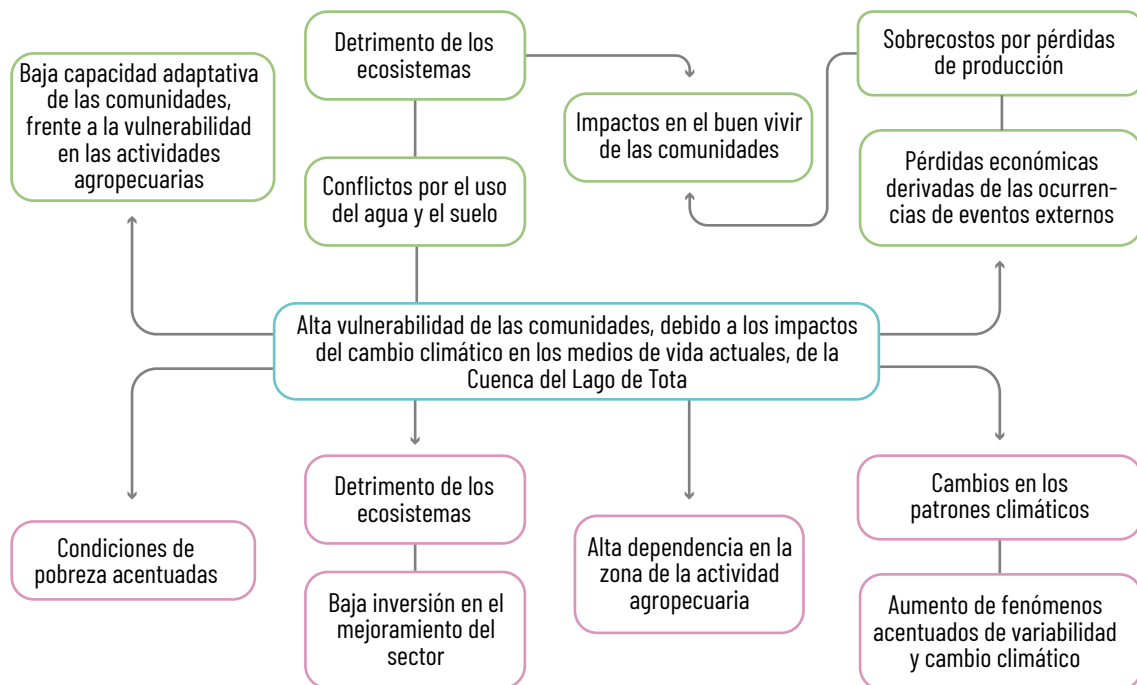 Baja capacidad adaptativa
de las comunidades,
frente a la vulnerabilidad
en las actividades
agropecuarias
Detrimento de los
ecosistemas
Conflictos por el uso
del agua y el suelo
Impactos en el buen vivir
de las comunidades
Sobrecostos por pérdidas
de producción
Pérdidas económicas
derivadas de las ocurren-
cias de eventos externos
Alta vulnerabilidad de las comunidades, debido a los impactos
del cambio climático en los medios de vida actuales, de la
Cuenca del Lago de Tota
Condiciones de
pobreza acentuadas
Detrimento de los
ecosistemas
Baja inversión en el
mejoramiento del
sector
Alta dependencia en la
zona de la actividad
agropecuaria
Cambios en los
patrones climáticos
Aumento de fenómenos
acentuados de variabilidad
y cambio climático